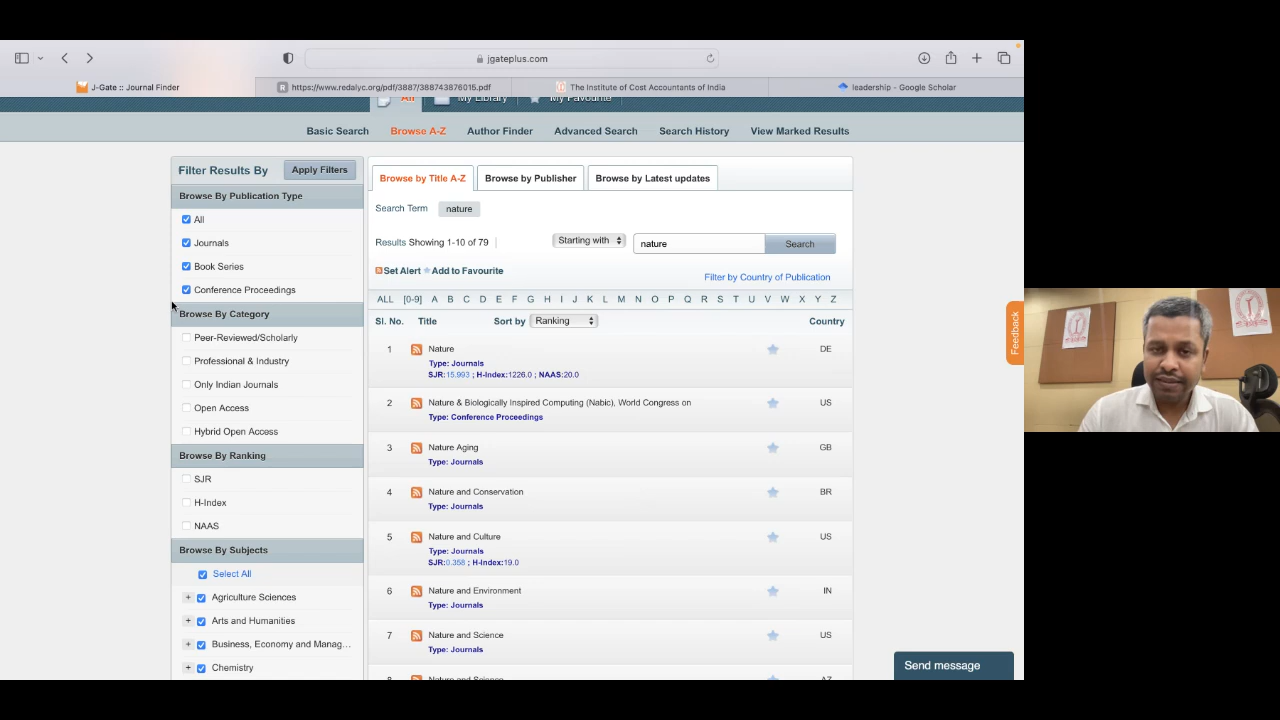 jgateplus.com
J-Gate :: Journal Finder
https://www.redalyc.org/pdf/3887/388743876015.pdf
The Institute of Cost Accountants of India
leadership - Google Scholar
All My Library My Favourite
Basic Search Browse A-Z Author Finder Advanced Search Search History View Marked Results
Filter Results By Apply Filters
Browse By Publication Type
All
Journals
Book Series
Conference Proceedings
Browse By Category
Peer-Reviewed/Scholarly
Professional & Industry
Only Indian Journals
Open Access
Hybrid Open Access
Browse By Ranking
SJR
H-Index
NAAS
Browse By Subjects
Select All
+ Agriculture Sciences
+ Arts and Humanities
+ Business, Economy and Manag...
+ Chemistry
Browse by Title A-Z Browse by Publisher Browse by Latest updates
Search Term nature
Results Showing 1-10 of 79 Starting with nature Search
Set Alert Add to Favourite
Filter by Country of Publication
ALL [0-9] A B C D E F G H I J K L M N O P Q R S T U V W X Y Z
Sl. No. Title Sort by Ranking Country
1 Nature DE
Type: Journals
SJR:15.993 ; H-Index:1226.0 ; NAAS:20.0
2 Nature & Biologically Inspired Computing (Nabic), World Congress on US
Type: Conference Proceedings
3 Nature Aging GB
Type: Journals
4 Nature and Conservation BR
Type: Journals
5 Nature and Culture US
Type: Journals
SJR:0.358 ; H-Index:19.0
6 Nature and Environment IN
Type: Journals
7 Nature and Science US
Type: Journals
Feedback
Send message